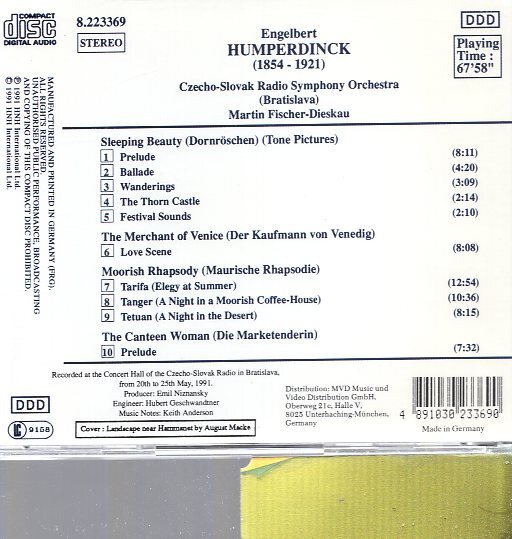 COMPACT
disc
DIGITAL AUDIO
8.223369
STEREO
Engelbert
HUMPERDINCK
(1854 - 1921)
Czecho-Slovak Radio Symphony Orchestra
(Bratislava)
Martin Fischer-Dieskau
DDD
Playing
Time :
67'58"
MANUFACTURED AND PRINTED IN GERMANY (FRG).
ALL RIGHTS RESERVED.
UNAUTHORISED PUBLIC PERFORMANCE, BROADCASTING
AND COPYING OF THIS COMPACT DISC PROHIBITED.
℗ 1991 HNH International Ltd.
© 1991 HNH International Ltd.
Sleeping Beauty (Dornröschen) (Tone Pictures)
1 Prelude (8:11)
2 Ballade (4:20)
3 Wanderings (3:09)
4 The Thorn Castle (2:14)
5 Festival Sounds (2:10)
The Merchant of Venice (Der Kaufmann von Venedig)
6 Love Scene (8:08)
Moorish Rhapsody (Maurische Rhapsodie)
7 Tarifa (Elegy at Summer) (12:54)
8 Tanger (A Night in a Moorish Coffee-House) (10:36)
9 Tetuan (A Night in the Desert) (8:15)
The Canteen Woman (Die Marketenderin)
10 Prelude (7:32)
Recorded at the Concert Hall of the Czecho-Slovak Radio in Bratislava,
from 20th to 25th May, 1991.
Producer: Emil Niznansky
Engineer: Hubert Geschwandtner
Music Notes: Keith Anderson
Cover : Landscape near Hammamet by August Macke
DDD
LC 9158
Distribution: MVD Music und
Video Distribution GmbH,
Oberweg 21c, Halle V,
8025 Unterhaching-München,
Germany
4 891030 233690
Made in Germany